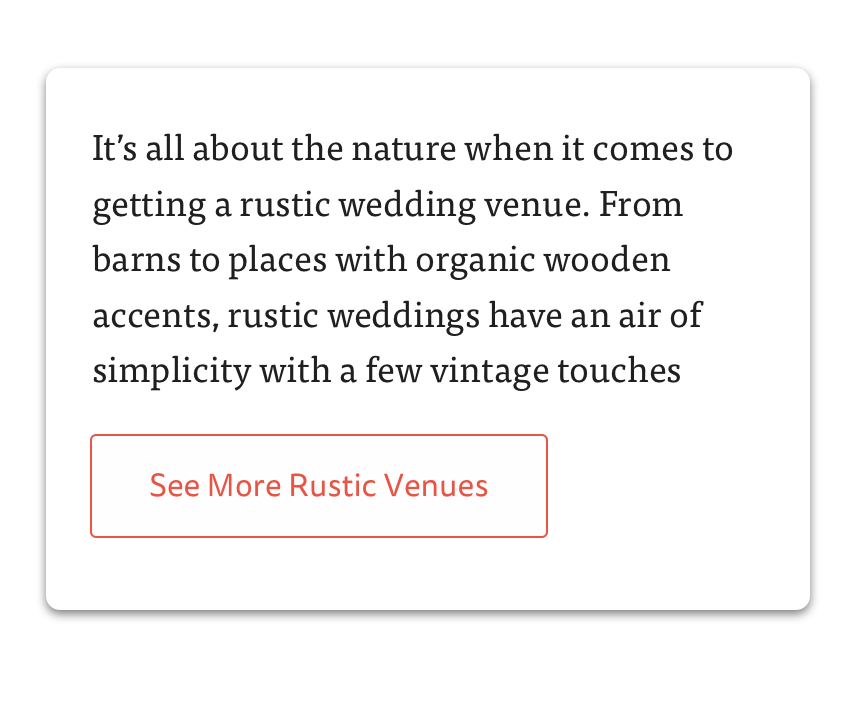 It’s all about the nature when it comes to
getting a rustic wedding venue. From
barns to places with organic wooden
accents, rustic weddings have an air of
simplicity with a few vintage touches
See More Rustic Venues